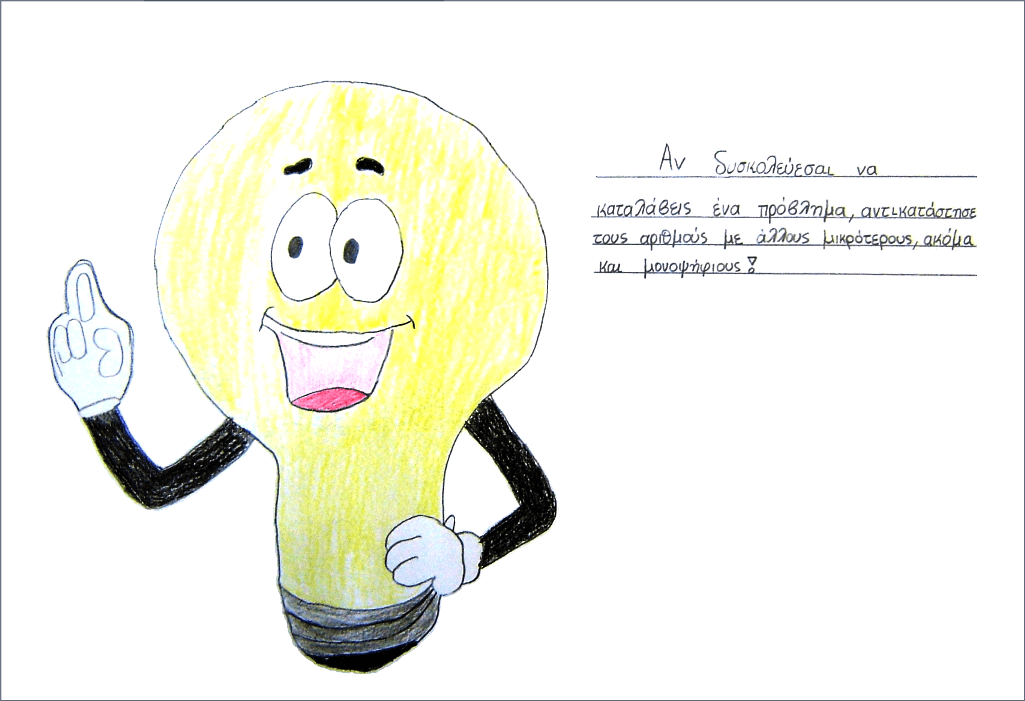 Αν δυσκολεύεσαι να
καταλάβεις ένα πρόβλημα, αντικατάστησε
τους αριθμούς με άλλους μικρότερους, ακόμα
και μονοψήφιους!